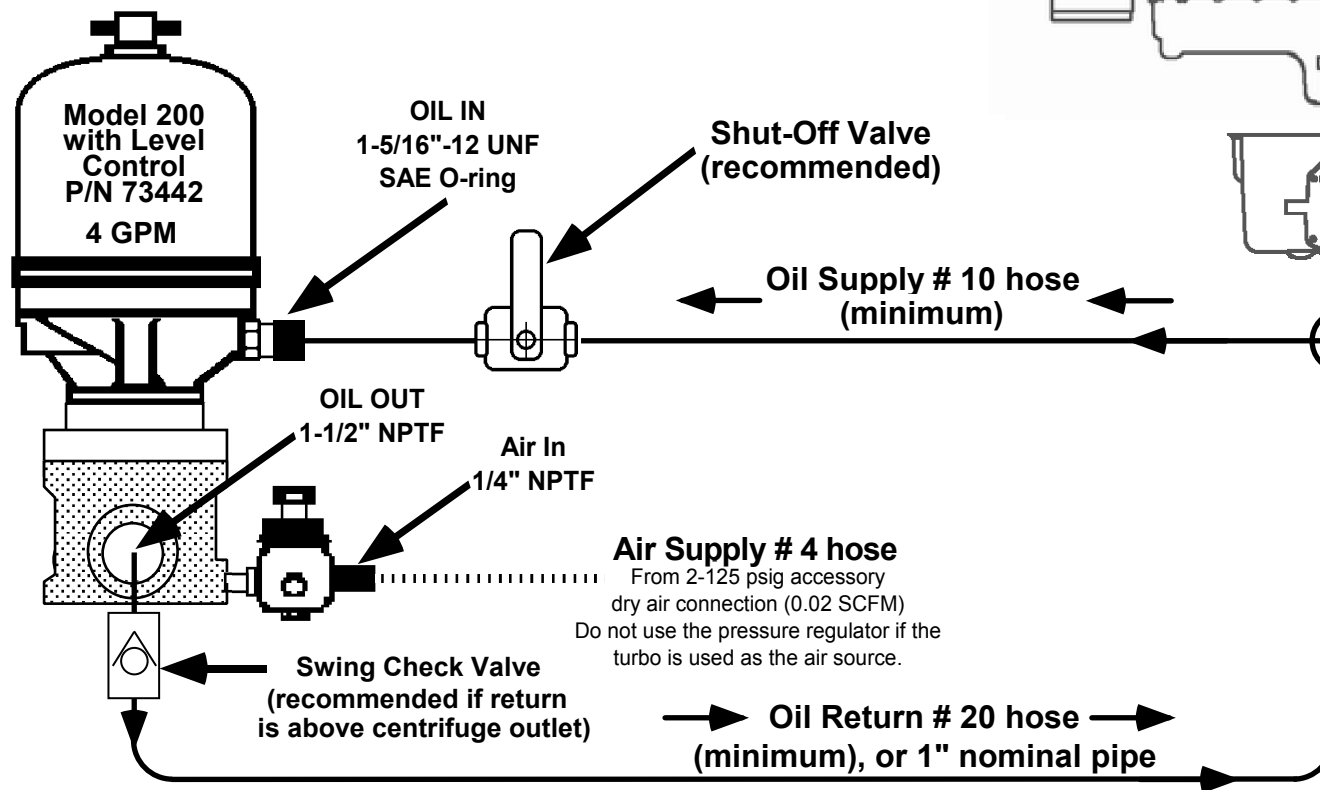 Model 200
with Level
Control
P/N 73442
4 GPM
OIL IN
1-5/16"-12 UNF
SAE O-ring
Shut-Off Valve
(recommended)
Oil Supply # 10 hose
(minimum)
OIL OUT
1-1/2" NPTF
Air In
1/4" NPTF
Air Supply # 4 hose
From 2-125 psig accessory
dry air connection (0.02 SCFM)
Do not use the pressure regulator if the
turbo is used as the air source.
Swing Check Valve
(recommended if return
is above centrifuge outlet)
Oil Return # 20 hose
(minimum), or 1" nominal pipe